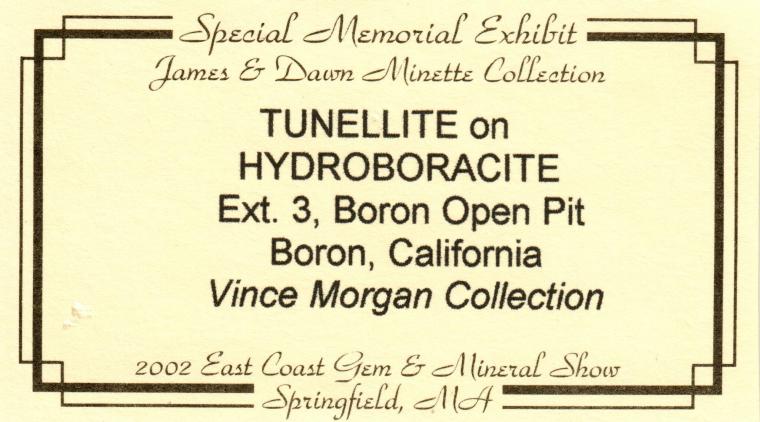 Special Memorial Exhibit
James & Dawn Minette Collection
TUNELLITE on
HYDROBORACITE
Ext. 3, Boron Open Pit
Boron, California
Vince Morgan Collection
2002 East Coast Gem & Mineral Show
Springfield, MA